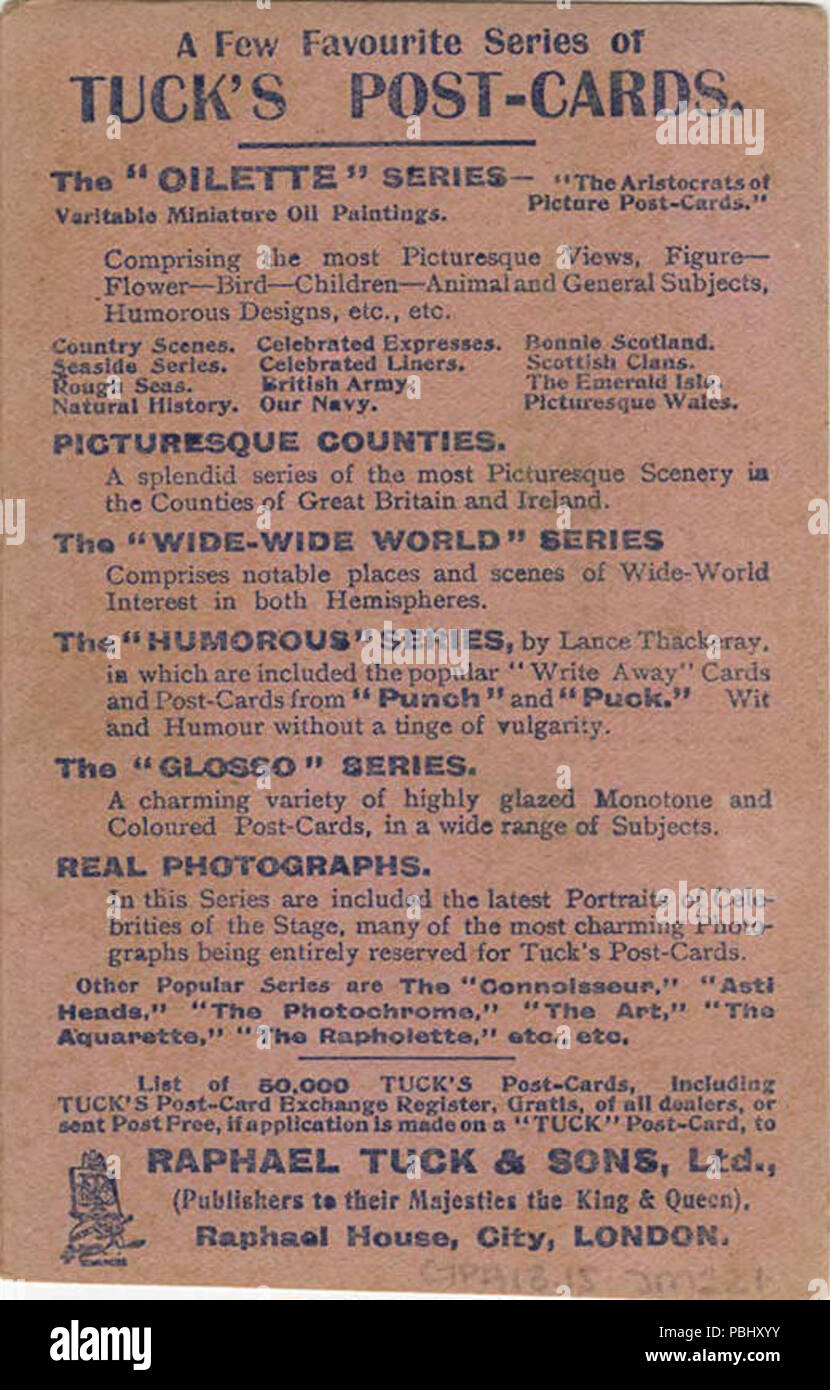 A Few Favourite Series of
TUCK'S POST-CARDS.
The "OILETTE" SERIES— "The Aristocrats of
Veritable Miniature Oil Paintings. Picture Post-Cards."
Comprising the most Picturesque Views, Figure—
Flower—Bird—Children—Animal and General Subjects,
Humorous Designs, etc., etc.
Country Scenes. Celebrated Expresses. Bonnie Scotland.
Seaside Series. Celebrated Liners. Scottish Clans.
Rough Seas. British Army. The Emerald Isle.
Natural History. Our Navy. Picturesque Wales.
PICTURESQUE COUNTIES.
A splendid series of the most Picturesque Scenery in
the Counties of Great Britain and Ireland.
The "WIDE-WIDE WORLD" SERIES
Comprises notable places and scenes of Wide-World
Interest in both Hemispheres.
The "HUMOROUS" SERIES, by Lance Thackeray,
in which are included the popular "Write Away" Cards
and Post-Cards from "Punch" and "Puck." Wit
and Humour without a tinge of vulgarity.
The "GLOSSO" SERIES.
A charming variety of highly glazed Monotone and
Coloured Post-Cards, in a wide range of Subjects.
REAL PHOTOGRAPHS.
In this Series are included the latest Portraits of Cele-
brities of the Stage, many of the most charming Photo-
graphs being entirely reserved for Tuck's Post-Cards.
Other Popular Series are The "Connoisseur," "Asti
Heads," "The Photochrome," "The Art," "The
Aquarette," "The Rapholette," etc. etc.
List of 50,000 TUCK'S Post-Cards, including
TUCK'S Post-Card Exchange Register, Gratis, of all dealers, or
sent Post Free, if application is made on a "TUCK" Post-Card, to
RAPHAEL TUCK & SONS, Ltd.,
(Publishers to their Majesties the King & Queen),
Raphael House, City, LONDON.
alamy
alamy stock photo
PBHXYY
www.alamy.com